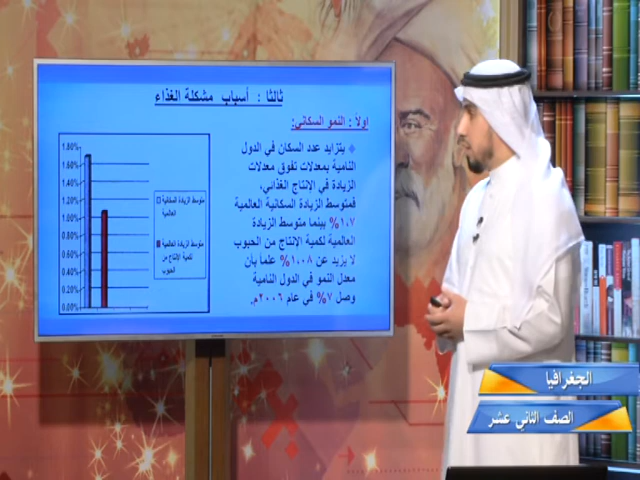 ثالثا : أسباب مشكلة الغذاء
اولاً : النمو السكاني:
يتزايد عدد السكان في الدول
النامية بمعدلات تفوق معدلات
الزيادة في الإنتاج الغذائي.
فمتوسط الزيادة السكانية العالمية
١،٧% بينما متوسط الزيادة
العالمية لكمية الإنتاج من الحبوب
لا يزيد عن ١،٠٨% علماً بأن
معدل النمو في الدول النامية
وصل ٧% في عام ٢٠٠٦م.
1.80%
1.60%
1.40%
1.20%
1.00%
0.80%
0.60%
0.40%
0.20%
0.00%
متوسط الزيادة السكانية
العالمية
متوسط الزيادة العالمية
لكمية الإنتاج من
الحبوب
الجغرافيا
الصف الثاني عشر